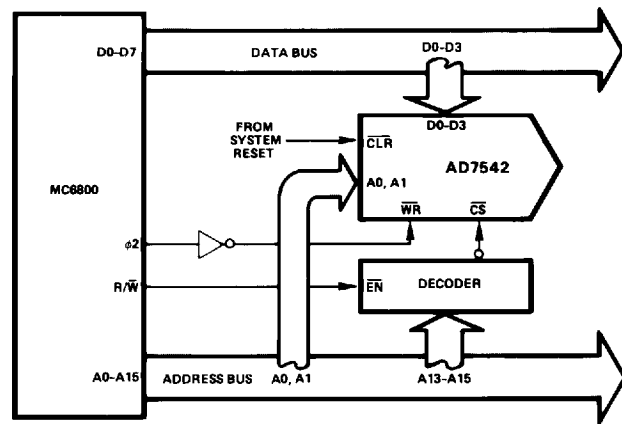 D0–D7
DATA BUS
D0–D3
FROM
SYSTEM
RESET
CLR
D0–D3
AD7542
MC6800
A0, A1
WR
CS
ϕ2
R/W
EN
DECODER
A0–A15
ADDRESS BUS
A0, A1
A13–A15